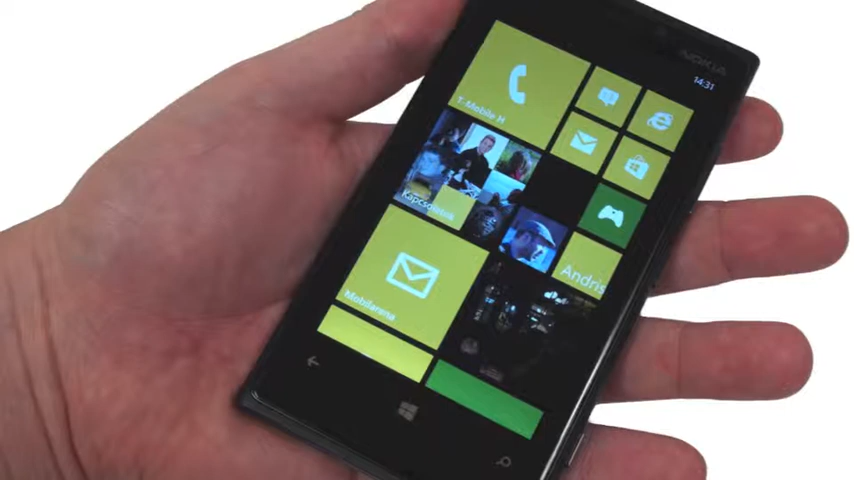 NOKIA
14:31
T-Mobile H
Kapcsolatok
Andris
Mobilarena